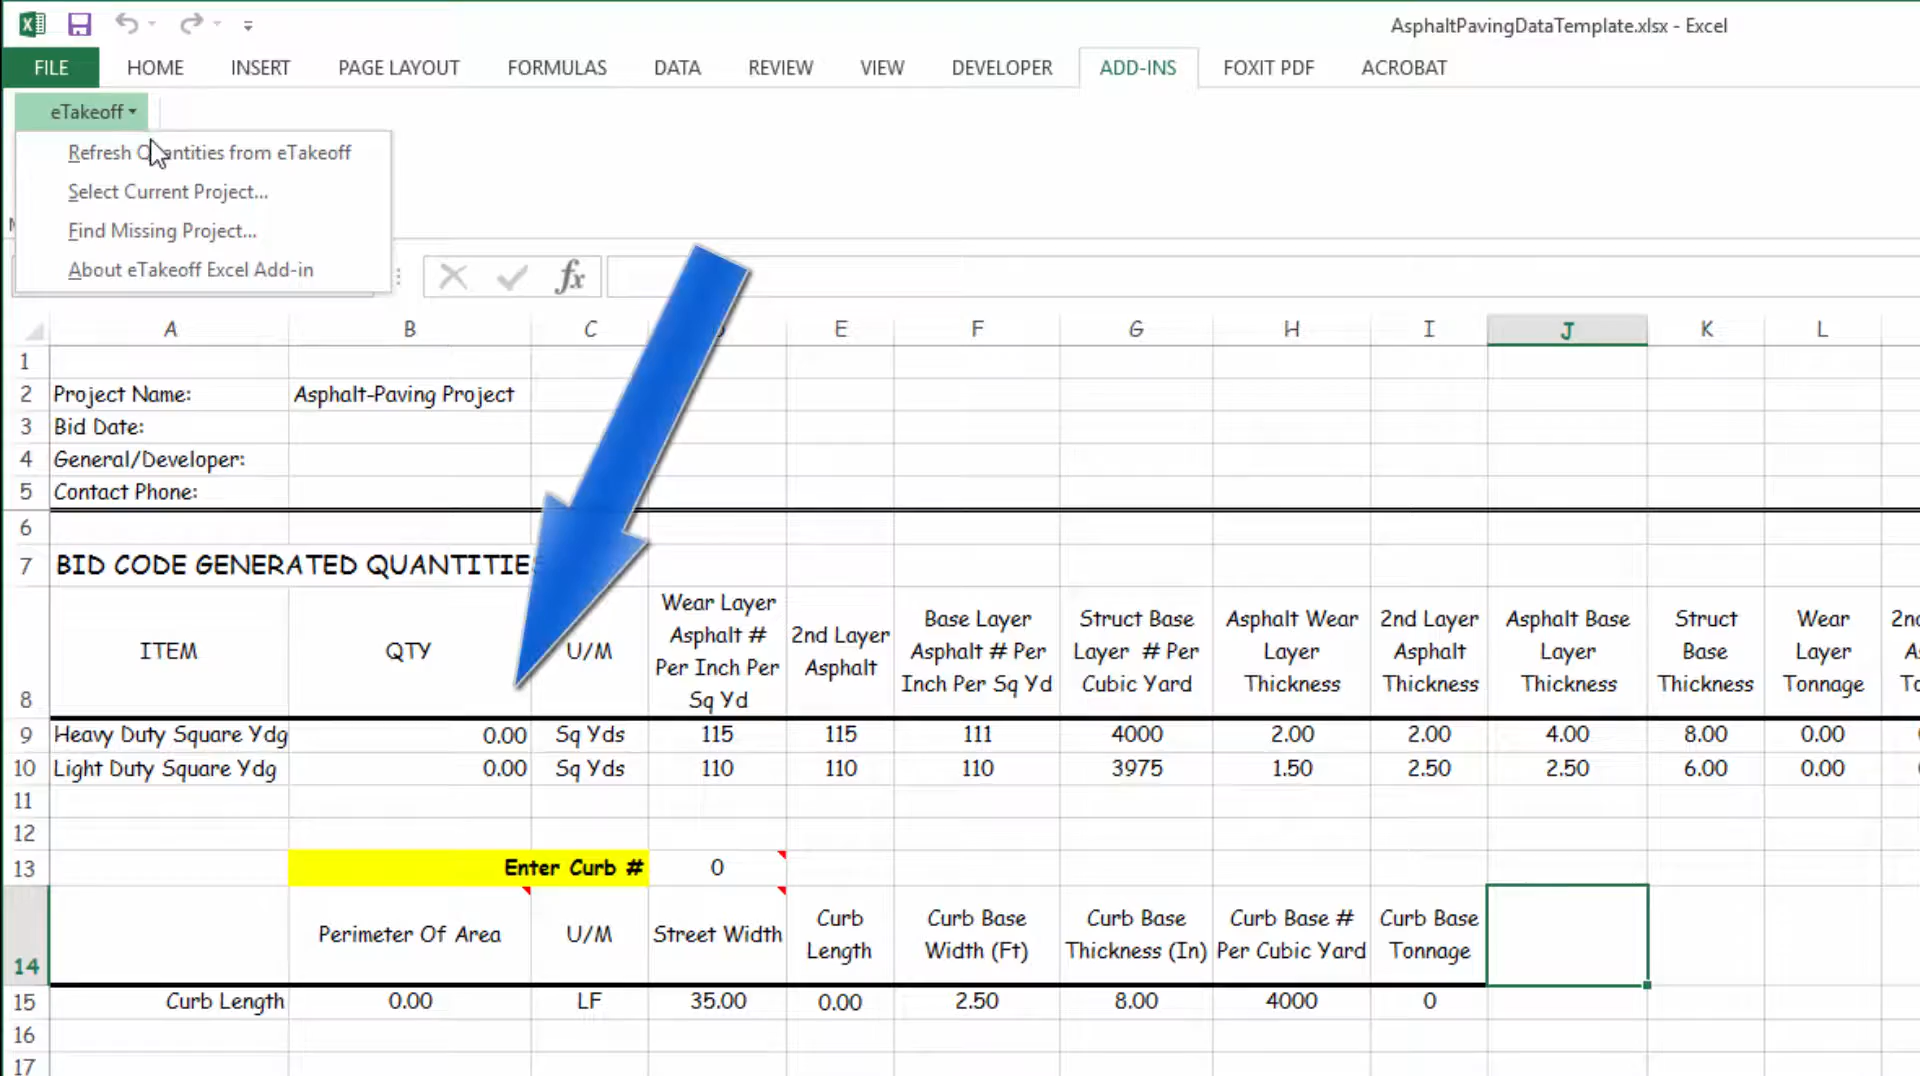 AsphaltPavingDataTemplate.xlsx - Excel
FILE HOME INSERT PAGE LAYOUT FORMULAS DATA REVIEW VIEW DEVELOPER ADD-INS FOXIT PDF ACROBAT
eTakeoff
Refresh Quantities from eTakeoff
Select Current Project...
Find Missing Project...
About eTakeoff Excel Add-in
fx
A B C E F G H I J K L
1
2 Project Name: Asphalt-Paving Project
3 Bid Date:
4 General/Developer:
5 Contact Phone:
6
7 BID CODE GENERATED QUANTITIE
8 ITEM QTY U/M
Wear Layer
Asphalt #
Per Inch Per
Sq Yd
2nd Layer
Asphalt
Base Layer
Asphalt # Per
Inch Per Sq Yd
Struct Base
Layer # Per
Cubic Yard
Asphalt Wear
Layer
Thickness
2nd Layer
Asphalt
Thickness
Asphalt Base
Layer
Thickness
Struct
Base
Thickness
Wear
Layer
Tonnage
9 Heavy Duty Square Ydg 0.00 Sq Yds 115 115 111 4000 2.00 2.00 4.00 8.00 0.00
10 Light Duty Square Ydg 0.00 Sq Yds 110 110 110 3975 1.50 2.50 2.50 6.00 0.00
11
12
13 Enter Curb # 0
14 Perimeter Of Area U/M Street Width
Curb
Length
Curb Base
Width (Ft)
Curb Base
Thickness (In)
Curb Base #
Per Cubic Yard
Curb Base
Tonnage
15 Curb Length 0.00 LF 35.00 0.00 2.50 8.00 4000 0
16
17